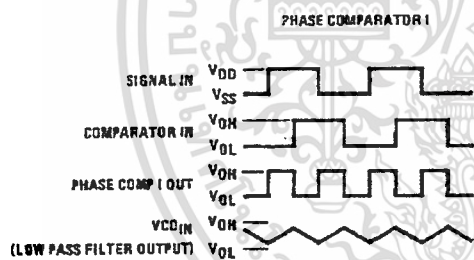 PHASE COMPARATOR I
SIGNAL IN VDD
VSS
COMPARATOR IN VOH
VOL
PHASE COMP I OUT VOH
VOL
VCOIN VOH
(LOW PASS FILTER OUTPUT) VOL